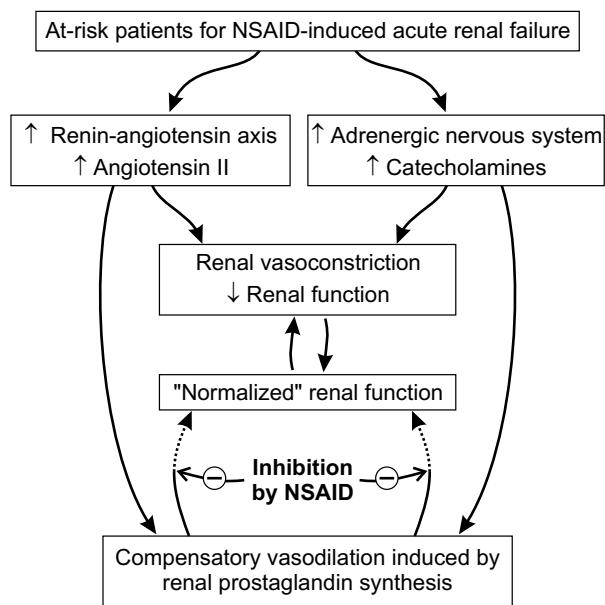 At-risk patients for NSAID-induced acute renal failure
↑ Renin-angiotensin axis
↑ Angiotensin II
↑ Adrenergic nervous system
↑ Catecholamines
Renal vasoconstriction
↓ Renal function
"Normalized" renal function
Inhibition
by NSAID
Compensatory vasodilation induced by
renal prostaglandin synthesis